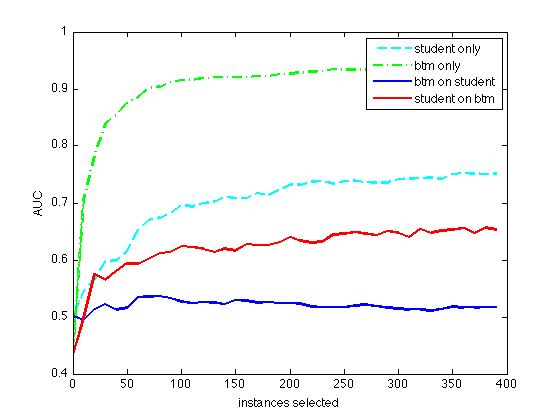 1
0.9
0.8
0.7
0.6
0.5
0.4
AUC
student only
btm only
btm on student
student on btm
0 50 100 150 200 250 300 350 400
instances selected